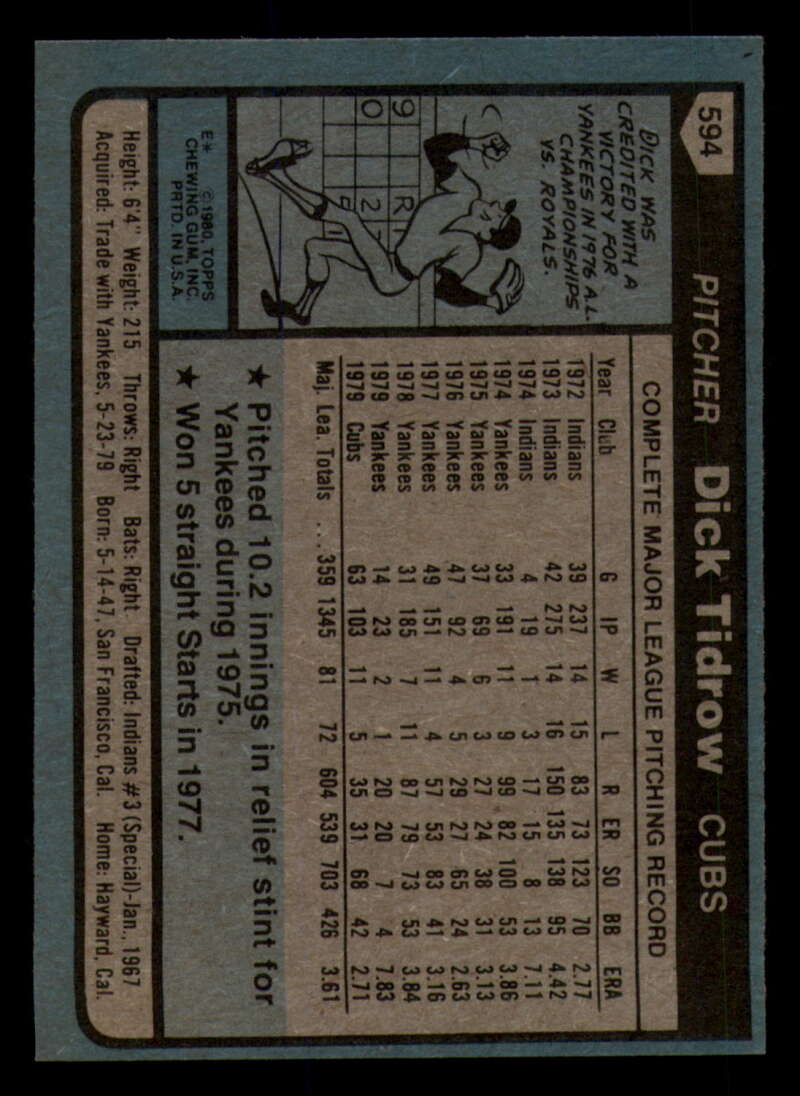 594 PITCHER Dick Tidrow CUBS
DICK WAS
CREDITED WITH A
VICTORY FOR
YANKEES IN 1976 A.L.
CHAMPIONSHIPS
VS. ROYALS.
9 R
0 2
E* ©1980, TOPPS
CHEWING GUM, INC.
PRTD. IN U.S.A.
COMPLETE MAJOR LEAGUE PITCHING RECORD
Year Club G IP W L R ER SO BB ERA
1972 Indians 39 237 14 15 83 73 123 70 2.77
1973 Indians 42 275 14 16 150 135 138 95 4.42
1974 Indians 4 19 1 3 17 15 8 13 7.11
1974 Yankees 33 191 11 9 99 82 100 53 3.86
1975 Yankees 37 69 6 3 27 24 38 31 3.13
1976 Yankees 47 92 4 5 29 27 65 24 2.63
1977 Yankees 49 151 11 4 57 53 83 41 3.16
1978 Yankees 31 185 7 11 87 79 73 53 3.84
1979 Yankees 14 23 2 1 20 20 7 4 7.83
1979 Cubs 63 103 11 5 35 31 68 42 2.71
Maj. Lea. Totals ... 359 1345 81 72 604 539 703 426 3.61
★ Pitched 10.2 innings in relief stint for
Yankees during 1975.
★ Won 5 straight Starts in 1977.
Height: 6'4" Weight: 215 Throws: Right Bats: Right Drafted: Indians #3 (Special)-Jan., 1967
Acquired: Trade with Yankees, 5-23-79 Born: 5-14-47, San Francisco, Cal. Home: Hayward, Cal.